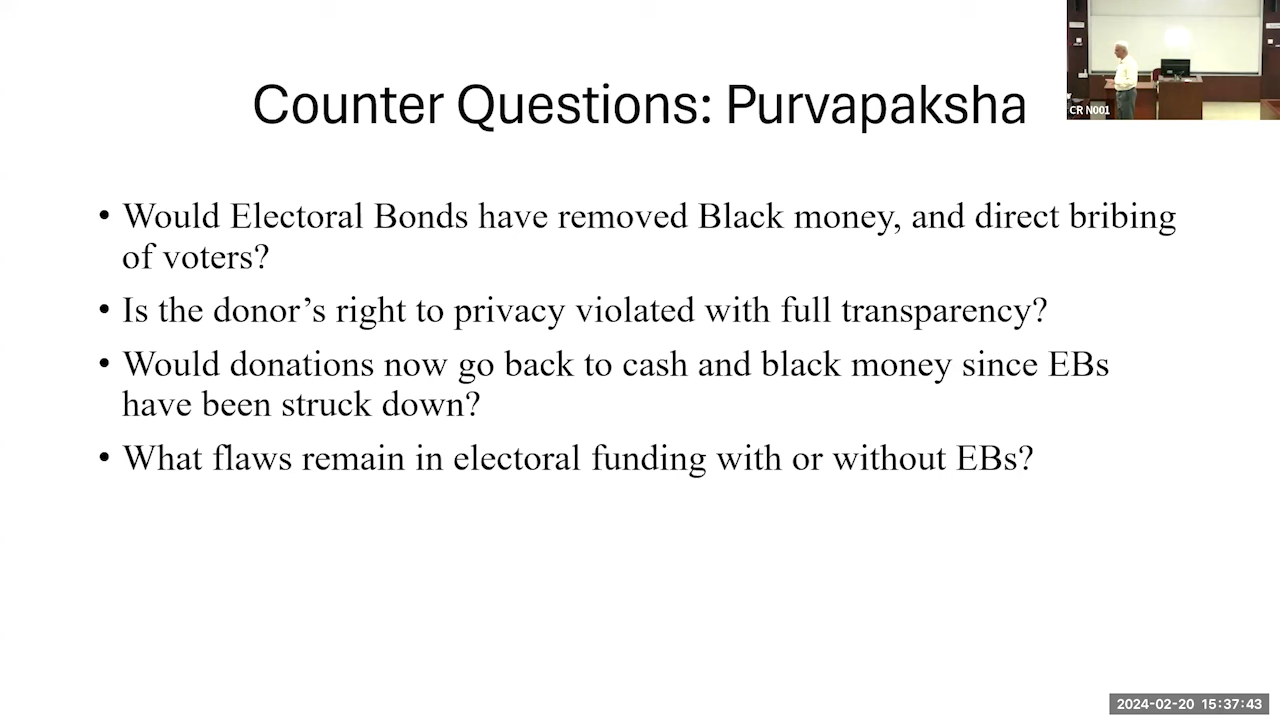 Counter Questions: Purvapaksha
CR N001
• Would Electoral Bonds have removed Black money, and direct bribing
of voters?
• Is the donor’s right to privacy violated with full transparency?
• Would donations now go back to cash and black money since EBs
have been struck down?
• What flaws remain in electoral funding with or without EBs?
2024-02-20 15:37:43